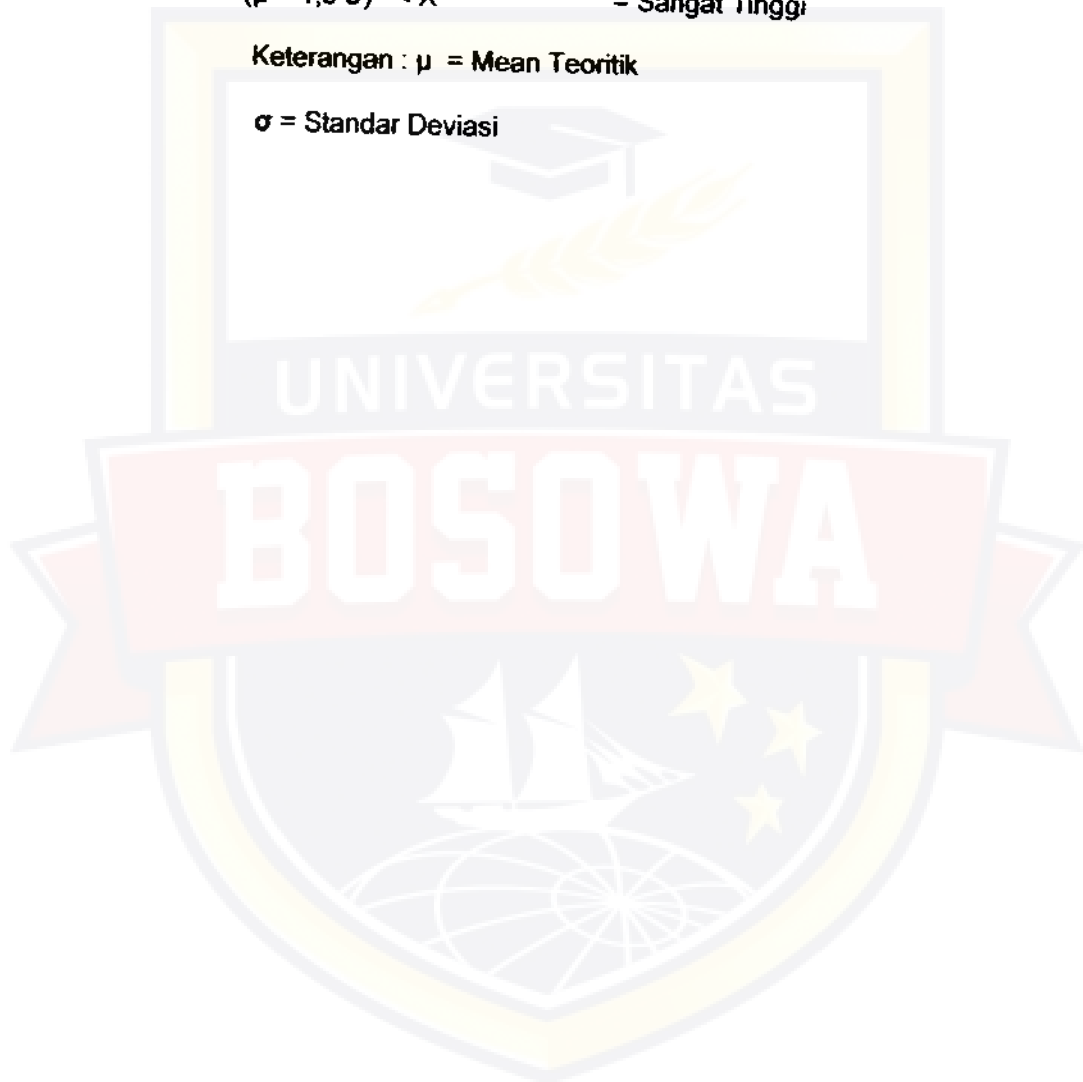 = Sangat Tinggi
Keterangan : μ = Mean Teoritik
σ = Standar Deviasi
UNIVERSITAS
BOSOWA